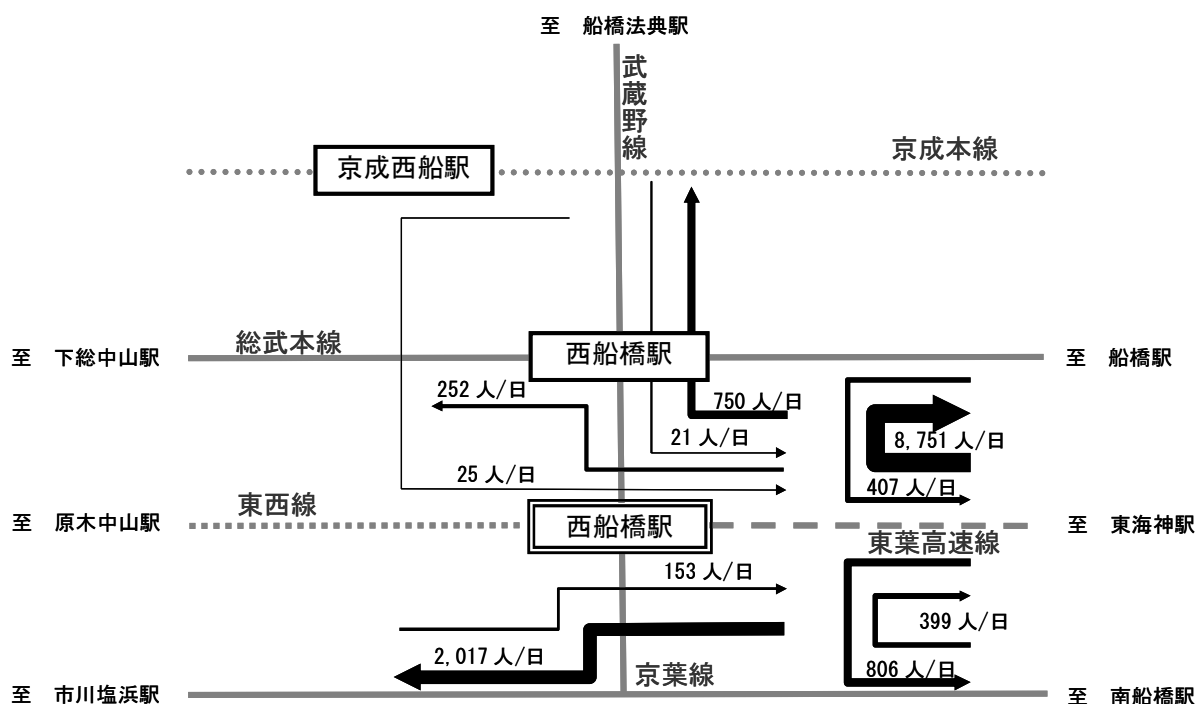 至　船橋法典駅
武蔵野線
京成西船駅
京成本線
総武本線
至　下総中山駅
西船橋駅
至　船橋駅
252 人/日
750 人/日
21 人/日
8,751 人/日
25 人/日
407 人/日
東西線
至　原木中山駅
西船橋駅
至　東海神駅
東葉高速線
153 人/日
399 人/日
2,017 人/日
806 人/日
京葉線
至　市川塩浜駅
至　南船橋駅